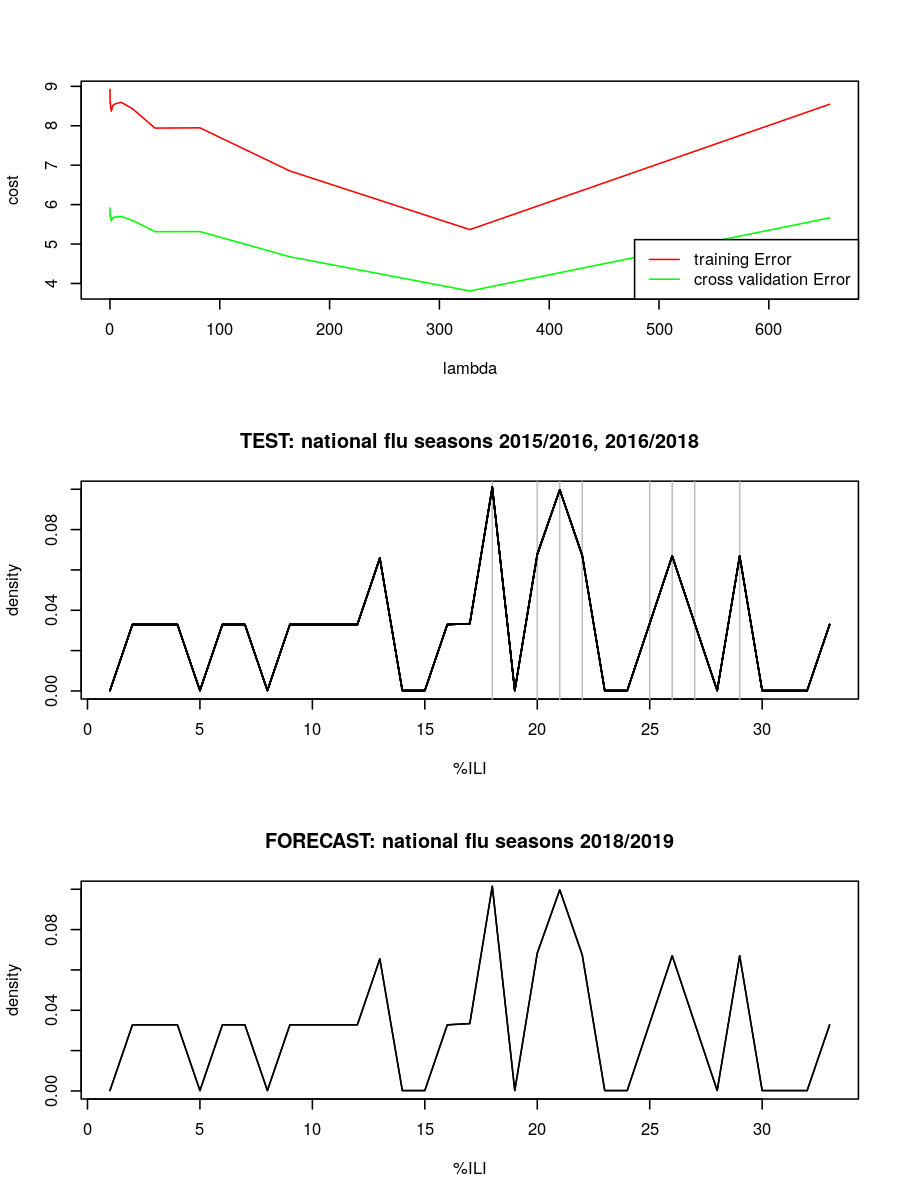 9
8
7
6
5
4
cost
training Error
cross validation Error
0 100 200 300 400 500 600
lambda
TEST: national flu seasons 2015/2016, 2016/2018
0.08
0.04
0.00
density
0 5 10 15 20 25 30
%ILI
FORECAST: national flu seasons 2018/2019
0.08
0.04
0.00
density
0 5 10 15 20 25 30
%ILI